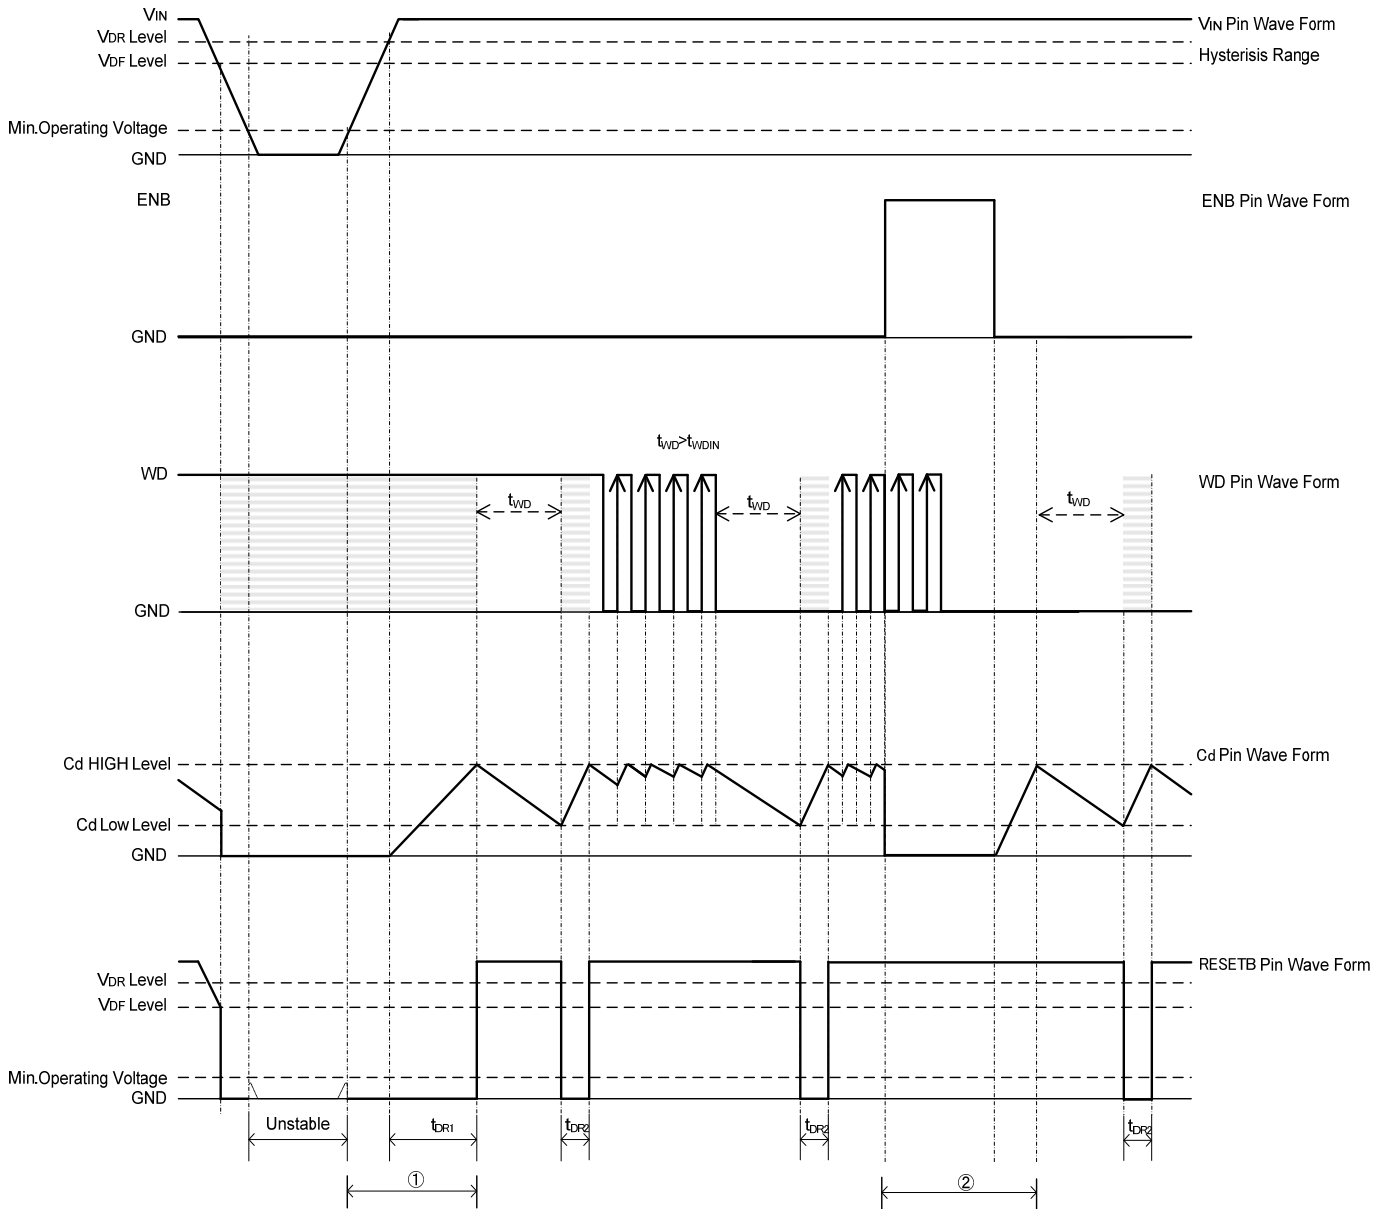 VIN
VIN Pin Wave Form
VDR Level
VDF Level
Hysterisis Range
Min.Operating Voltage
GND
ENB
ENB Pin Wave Form
GND
tWD>tWDIN
WD
WD Pin Wave Form
tWD
tWD
tWD
GND
Cd HIGH Level
Cd Pin Wave Form
Cd Low Level
GND
RESETB Pin Wave Form
VDR Level
VDF Level
Min.Operating Voltage
GND
Unstable
tDR1
tDR2
tDR2
tDR2
①
②